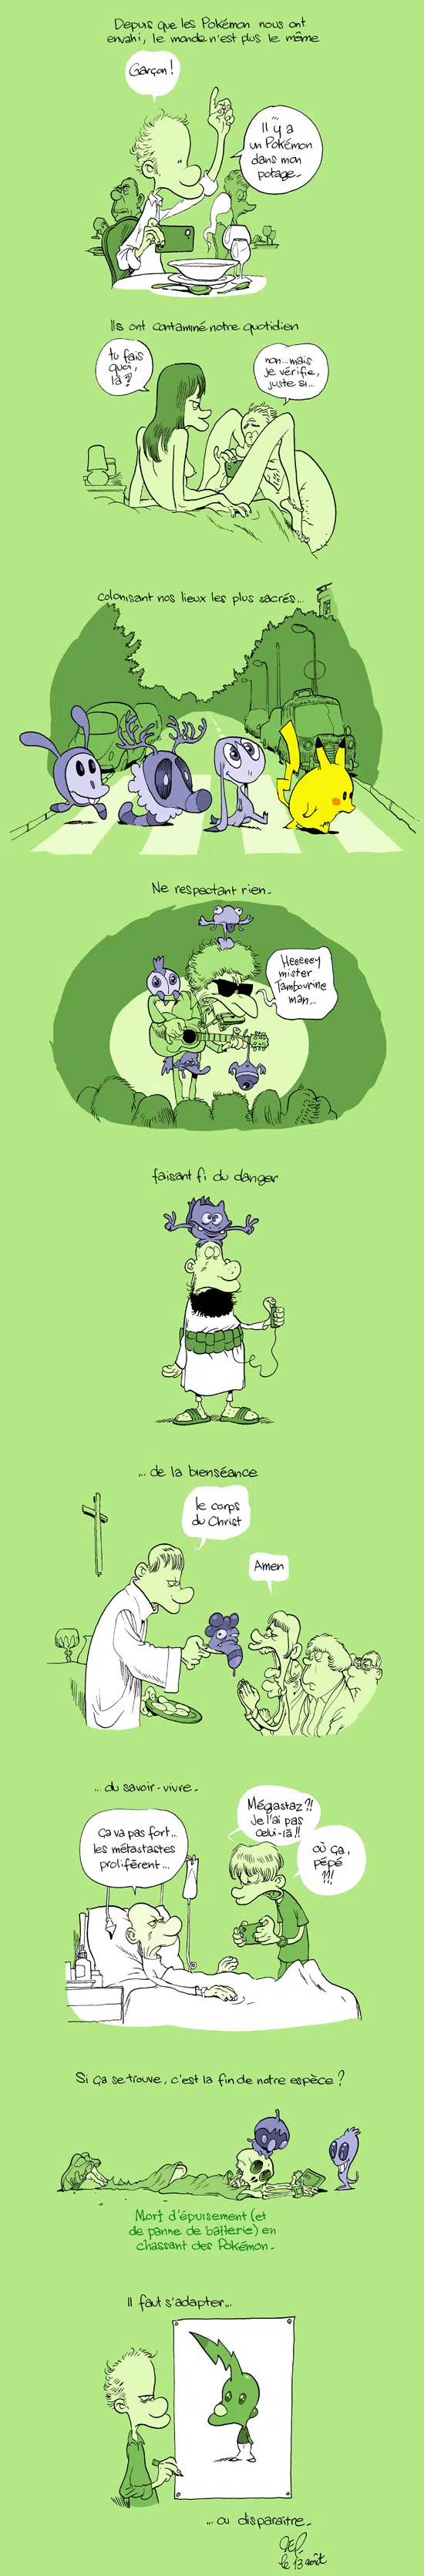 Depuis que les Pokémon nous ont
envahi, le monde n'est plus le même
Garçon !
Il y a
un Pokémon
dans mon
potage...
Ils ont contaminé notre quotidien
tu fais
quoi,
là ?
non... mais
je vérifie,
juste si...
colonisant nos lieux les plus sacrés...
Ne respectant rien...
Heeeeey
mister
Tambourine
man...
faisant fi du danger
... de la bienséance
le corps
du Christ
Amen
... du savoir-vivre...
Ça va pas fort...
les métastastes
prolifèrent...
Mégastaz ?!
Je l'ai pas
celui-là !!
où ça,
pépé
?!!
Si ça se trouve, c'est la fin de notre espèce ?
Mort d'épuisement (et
de panne de batterie) en
chassant des Pokémon...
Il faut s'adapter...
... ou disparaître...
le 13 août